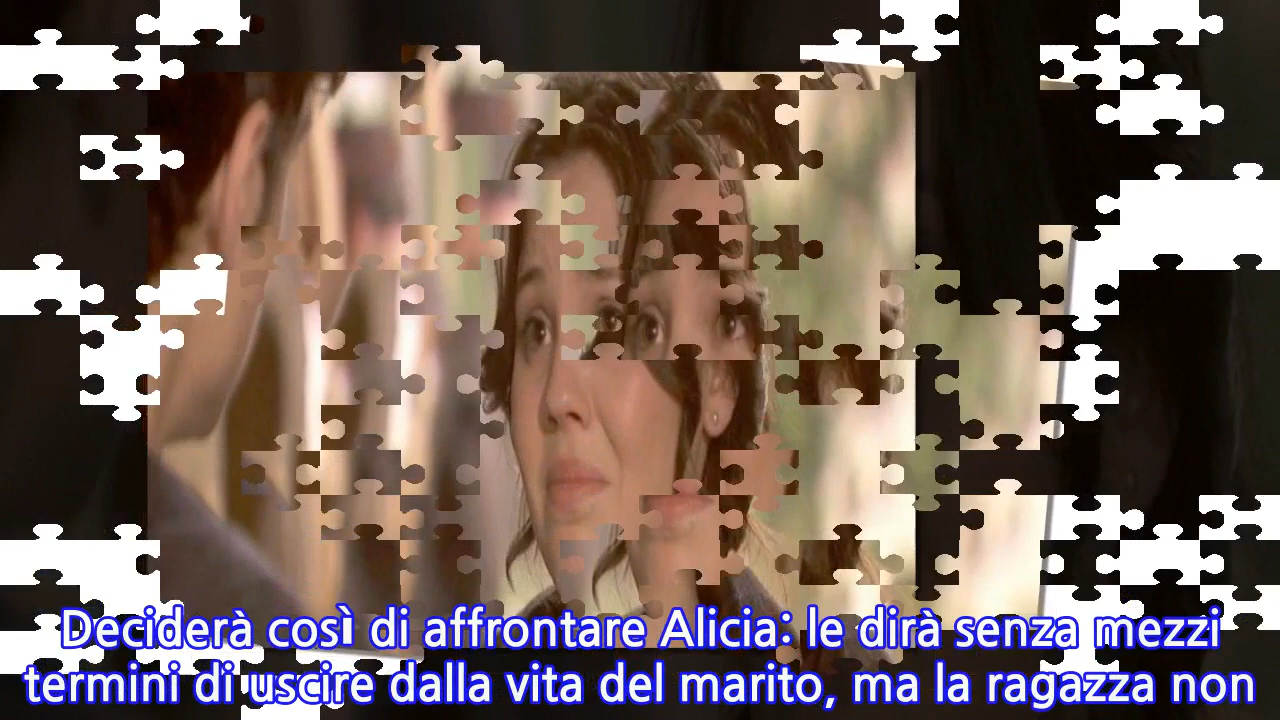 Deciderà così di affrontare Alicia: le dirà senza mezzi
termini di uscire dalla vita del marito, ma la ragazza non